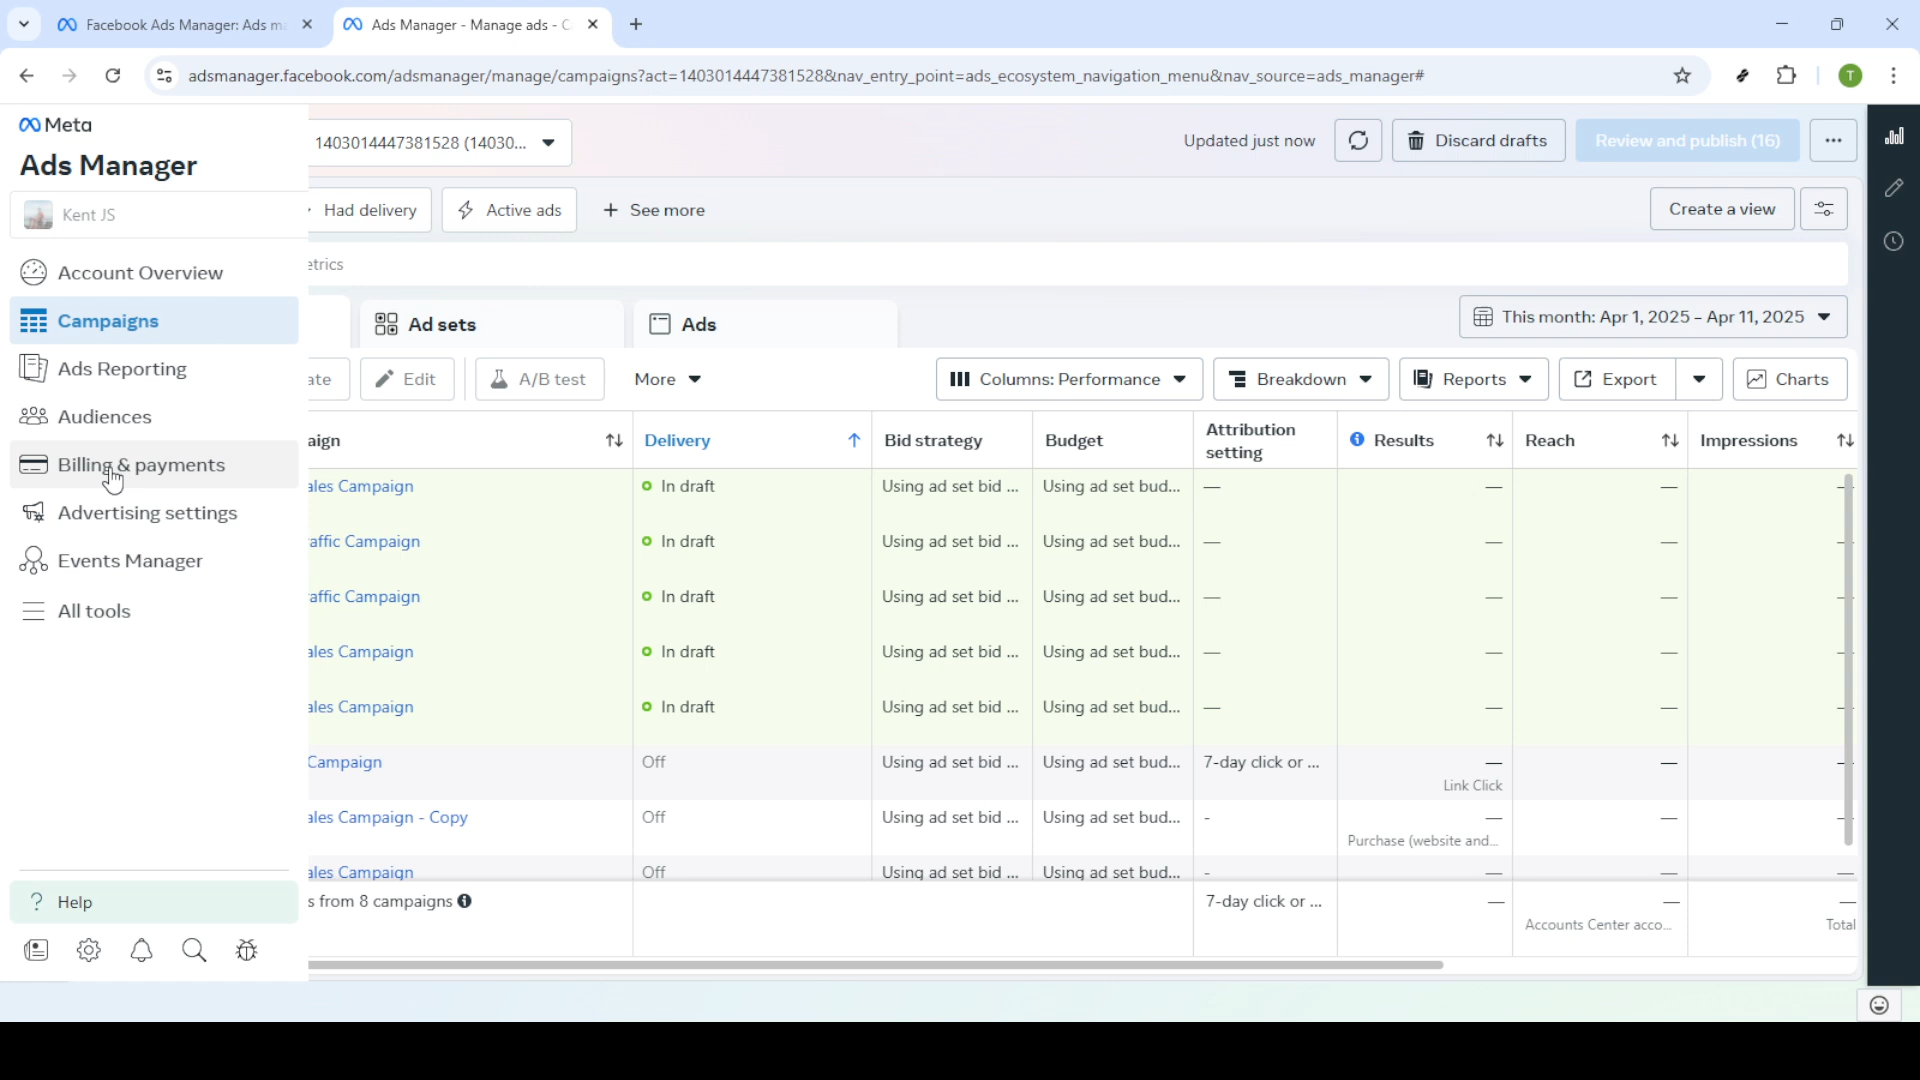 Facebook Ads Manager: Ads ma
Ads Manager - Manage ads - C
adsmanager.facebook.com/adsmanager/manage/campaigns?act=1403014447381528&nav_entry_point=ads_ecosystem_navigation_menu&nav_source=ads_manager#
T
Meta
Ads Manager
1403014447381528 (14030...
Updated just now
Discard drafts
Review and publish (16)
Kent JS
Had delivery
Active ads
See more
Create a view
etrics
Account Overview
Campaigns
Ads Reporting
Audiences
Billing & payments
Advertising settings
Events Manager
All tools
Help
Ad sets
Ads
This month: Apr 1, 2025 – Apr 11, 2025
ate
Edit
A/B test
More
Columns: Performance
Breakdown
Reports
Export
Charts
aign
Delivery
Bid strategy
Budget
Attribution setting
Results
Reach
Impressions
ales Campaign
In draft
Using ad set bid ...
Using ad set bud...
—
—
—
—
affic Campaign
In draft
Using ad set bid ...
Using ad set bud...
—
—
—
—
affic Campaign
In draft
Using ad set bid ...
Using ad set bud...
—
—
—
—
ales Campaign
In draft
Using ad set bid ...
Using ad set bud...
—
—
—
—
ales Campaign
In draft
Using ad set bid ...
Using ad set bud...
—
—
—
—
Campaign
Off
Using ad set bid ...
Using ad set bud...
7-day click or ...
—
Link Click
—
—
ales Campaign - Copy
Off
Using ad set bid ...
Using ad set bud...
-
—
Purchase (website and...
—
—
ales Campaign
Off
Using ad set bid ...
Using ad set bud...
-
—
—
—
s from 8 campaigns
7-day click or ...
—
—
Accounts Center acco...
—
Total